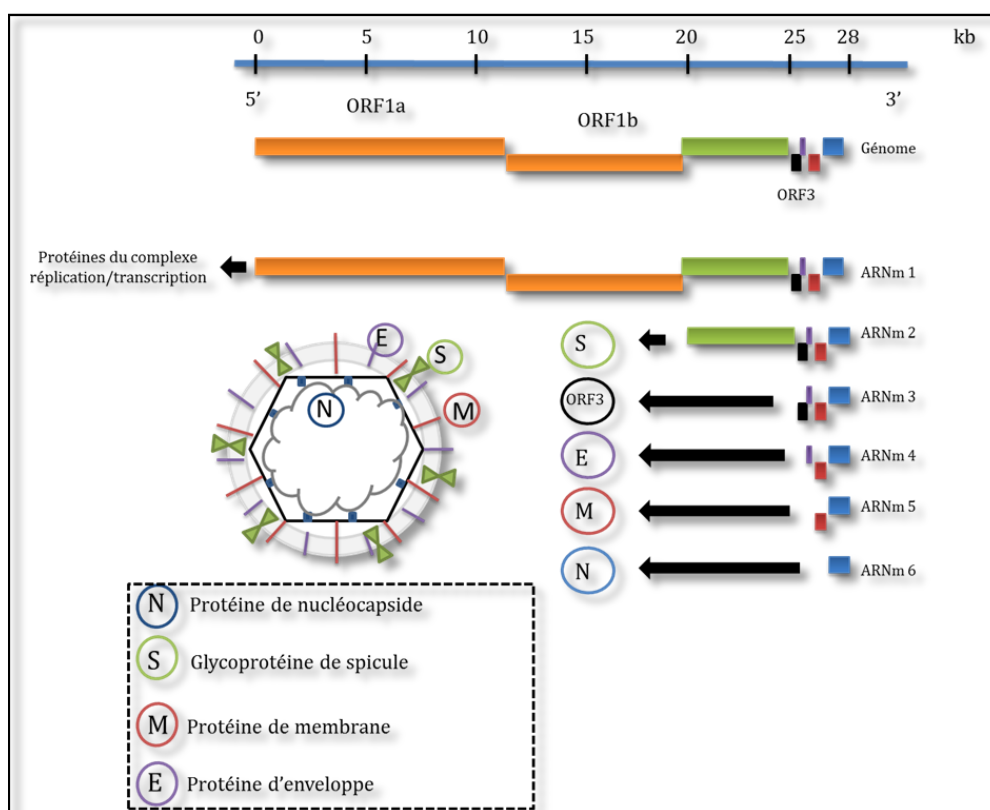 0 5 10 15 20 25 28 kb
5' 3'
ORF1a
ORF1b
Génome
ORF3
Protéines du complexe
réplication/transcription
ARNm 1
E
S
N
M
S
ARNm 2
ORF3
ARNm 3
E
ARNm 4
M
ARNm 5
N
ARNm 6
N Protéine de nucléocapside
S Glycoprotéine de spicule
M Protéine de membrane
E Protéine d'enveloppe